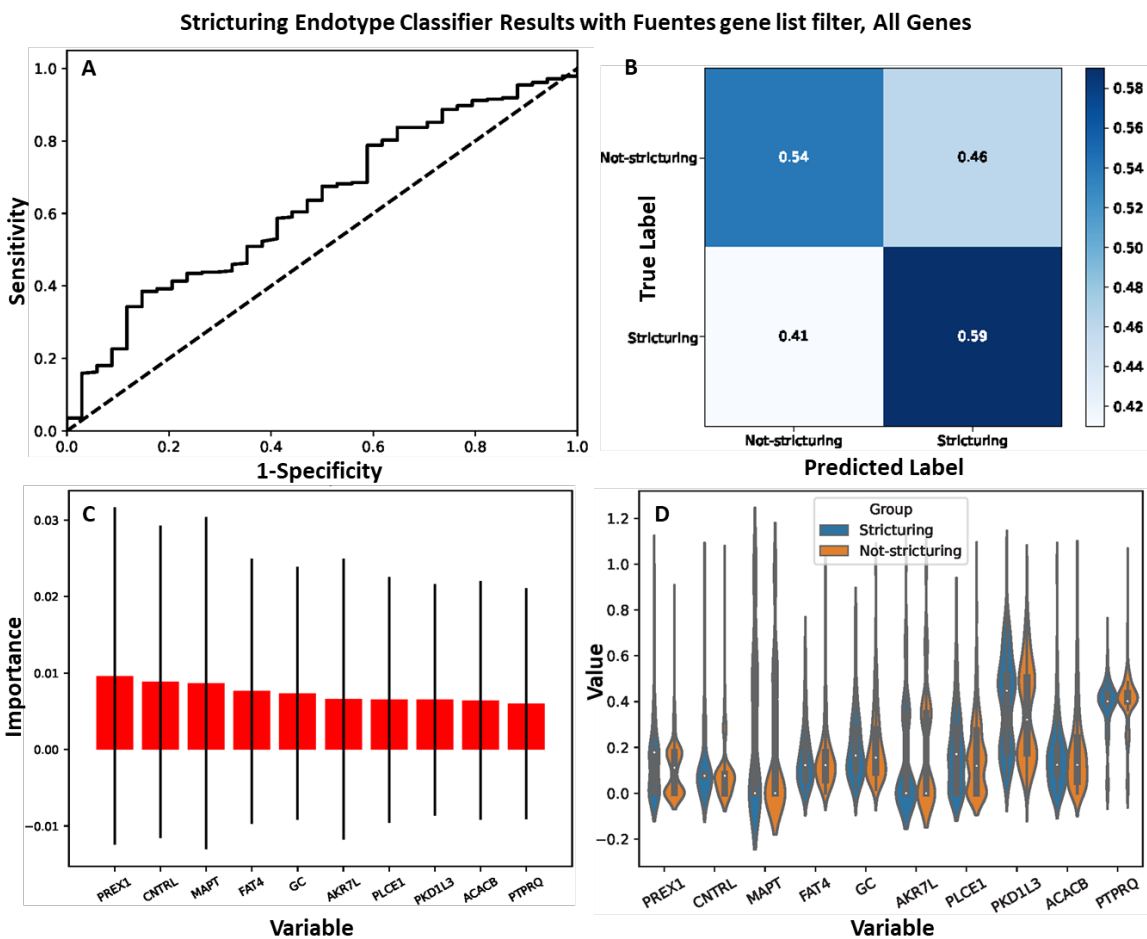 Stricturing Endotype Classifier Results with Fuentes gene list filter, All Genes
A
1.0
0.8
0.6
0.4
0.2
0.0
Sensitivity
0.0 0.2 0.4 0.6 0.8 1.0
1-Specificity
B
Not-stricturing
Stricturing
True Label
0.54 0.46
0.41 0.59
Not-stricturing Stricturing
Predicted Label
0.58
0.56
0.54
0.52
0.50
0.48
0.46
0.44
0.42
C
0.03
0.02
0.01
0.00
−0.01
Importance
PREX1 CNTRL MAPT FAT4 GC AKR7L PLCE1 PKD1L3 ACACB PTPRQ
Variable
D
Group
Stricturing
Not-stricturing
1.2
1.0
0.8
0.6
0.4
0.2
0.0
−0.2
Value
PREX1 CNTRL MAPT FAT4 GC AKR7L PLCE1 PKD1L3 ACACB PTPRQ
Variable